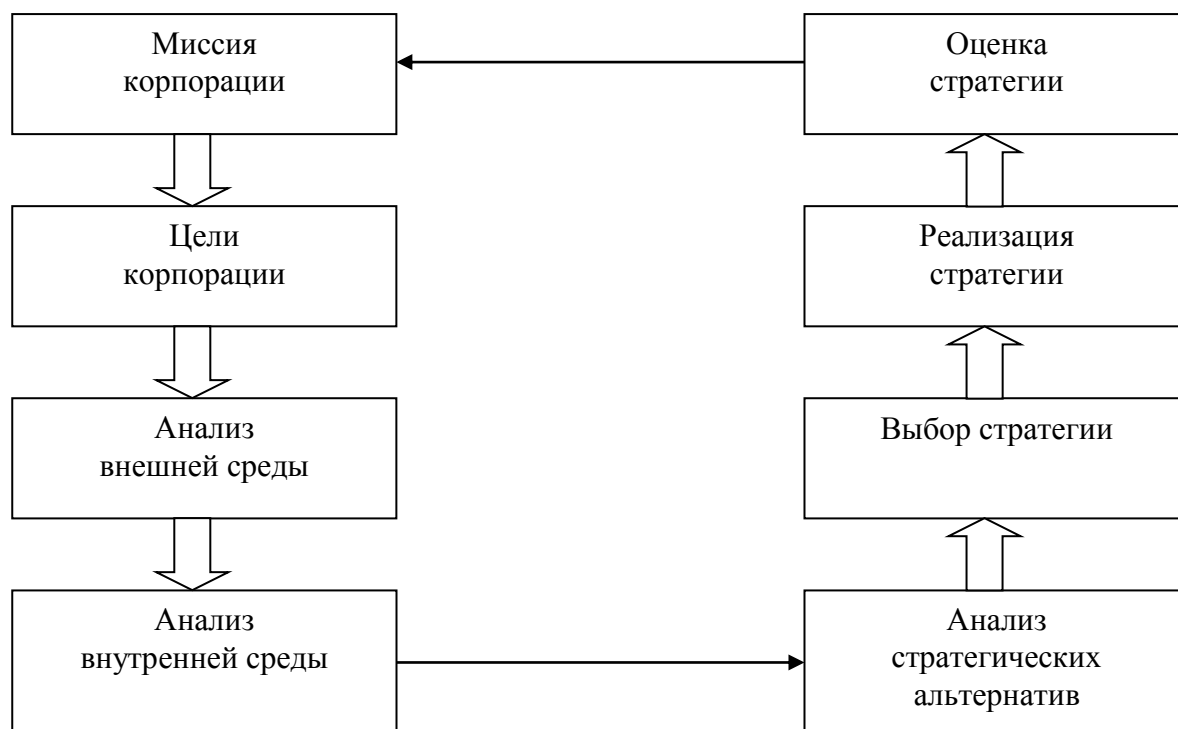 Миссия
корпорации
Цели
корпорации
Анализ
внешней среды
Анализ
внутренней среды
Анализ
стратегических
альтернатив
Выбор стратегии
Реализация
стратегии
Оценка
стратегии